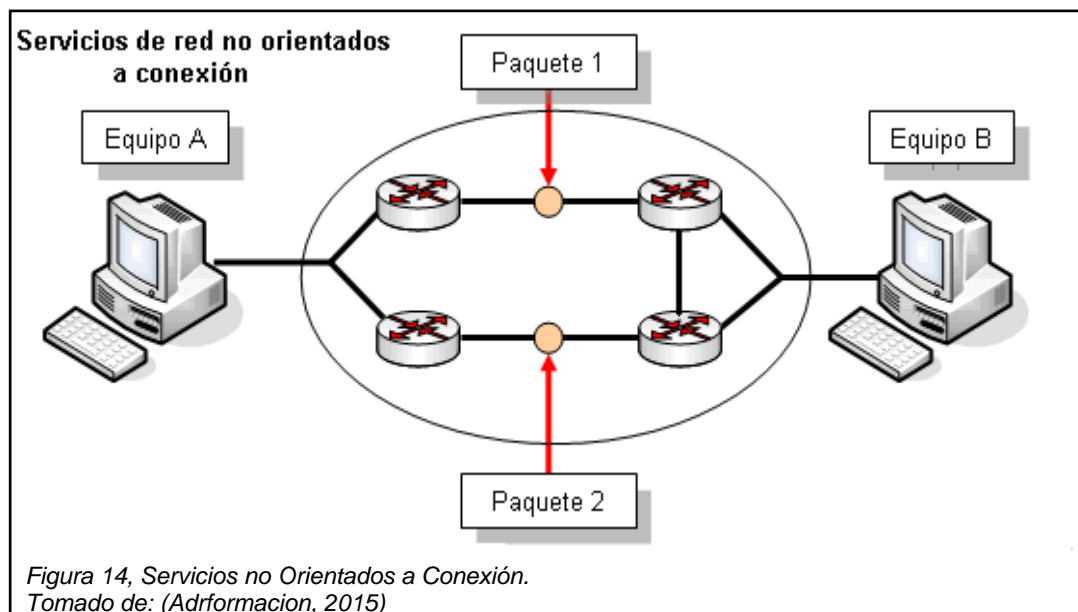 Servicios de red no orientados
a conexión
Paquete 1
Equipo A
Equipo B
Paquete 2
Figura 14, Servicios no Orientados a Conexión.
Tomado de: (Adrformacion, 2015)